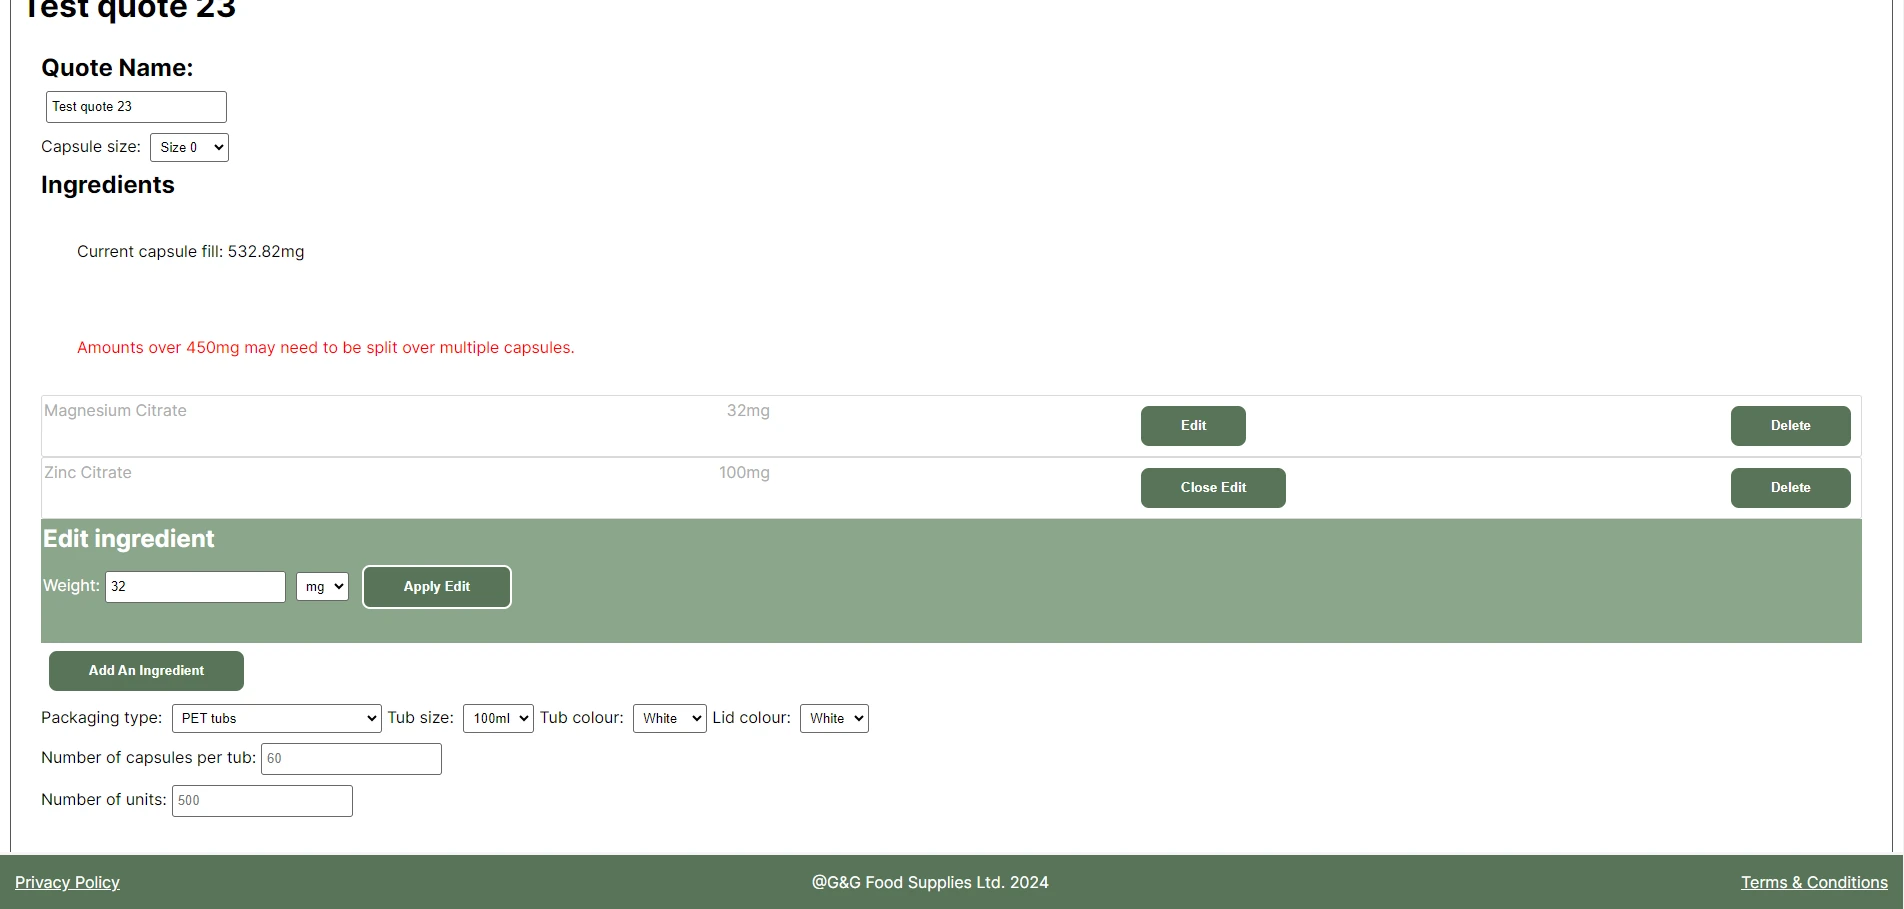 Test quote 23
Quote Name:
Test quote 23
Capsule size: Size 0
Ingredients
Current capsule fill: 532.82mg
Amounts over 450mg may need to be split over multiple capsules.
Magnesium Citrate 32mg Edit Delete
Zinc Citrate 100mg Close Edit Delete
Edit ingredient
Weight: 32 mg Apply Edit
Add An Ingredient
Packaging type: PET tubs Tub size: 100ml Tub colour: White Lid colour: White
Number of capsules per tub: 60
Number of units: 500
Privacy Policy @G&G Food Supplies Ltd. 2024 Terms & Conditions